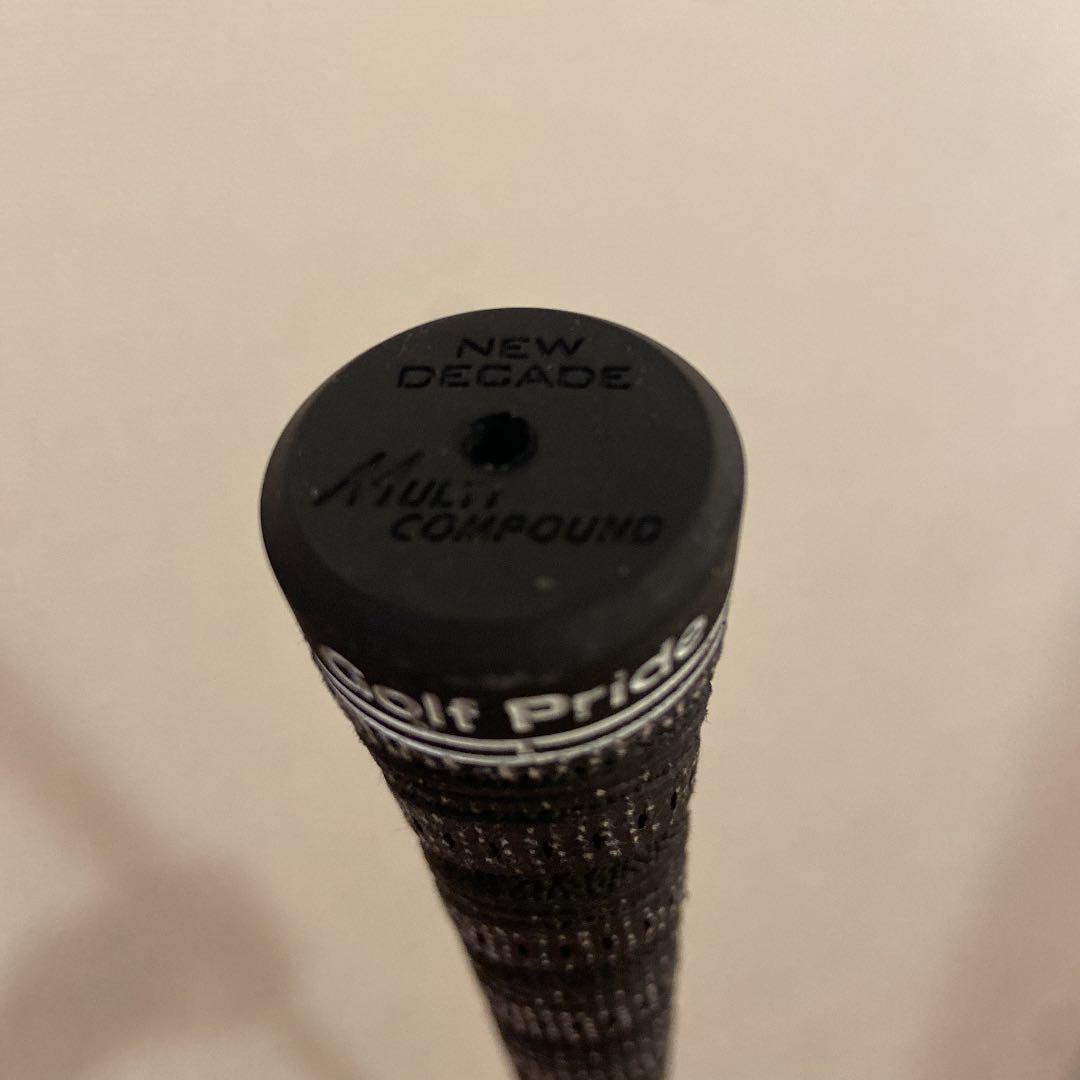 NEW
DECADE
MULTI
COMPOUND
Golf Pride